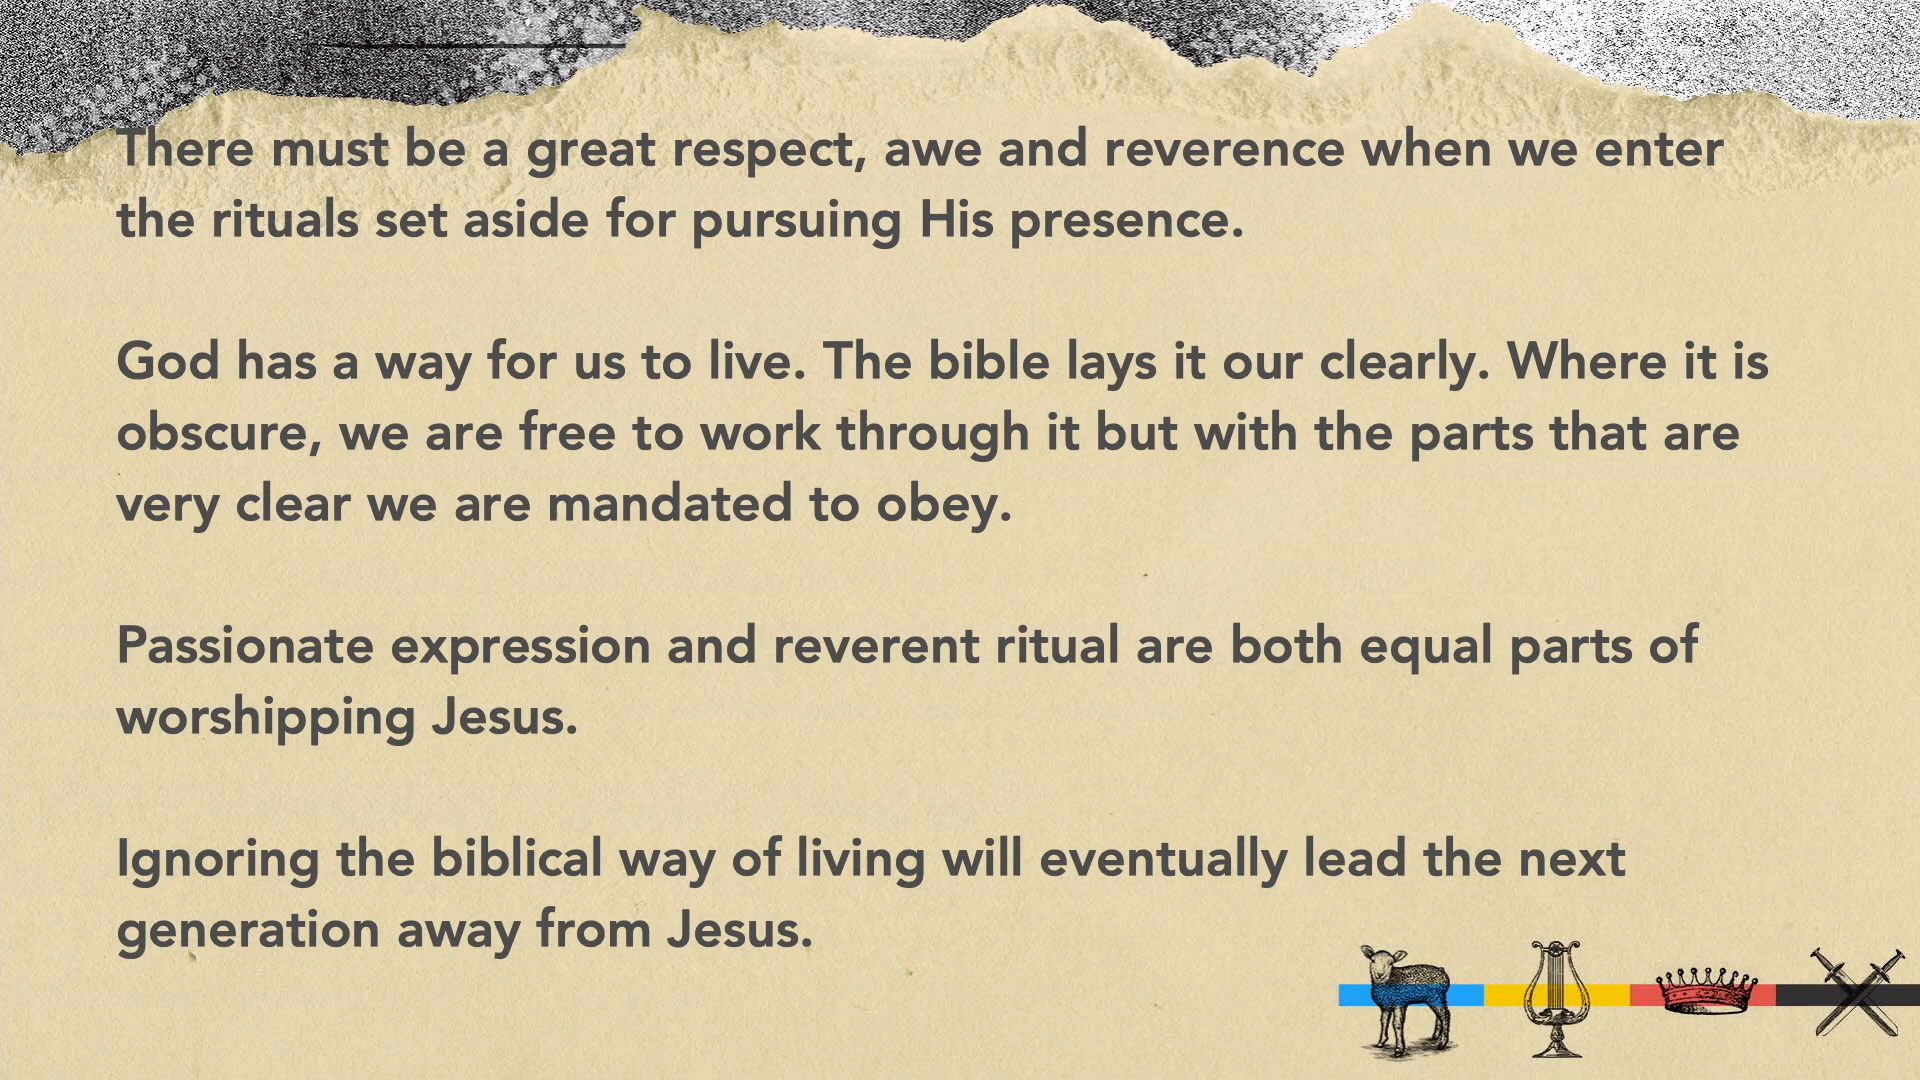 There must be a great respect, awe and reverence when we enter
the rituals set aside for pursuing His presence.
God has a way for us to live. The bible lays it our clearly. Where it is
obscure, we are free to work through it but with the parts that are
very clear we are mandated to obey.
Passionate expression and reverent ritual are both equal parts of
worshipping Jesus.
Ignoring the biblical way of living will eventually lead the next
generation away from Jesus.